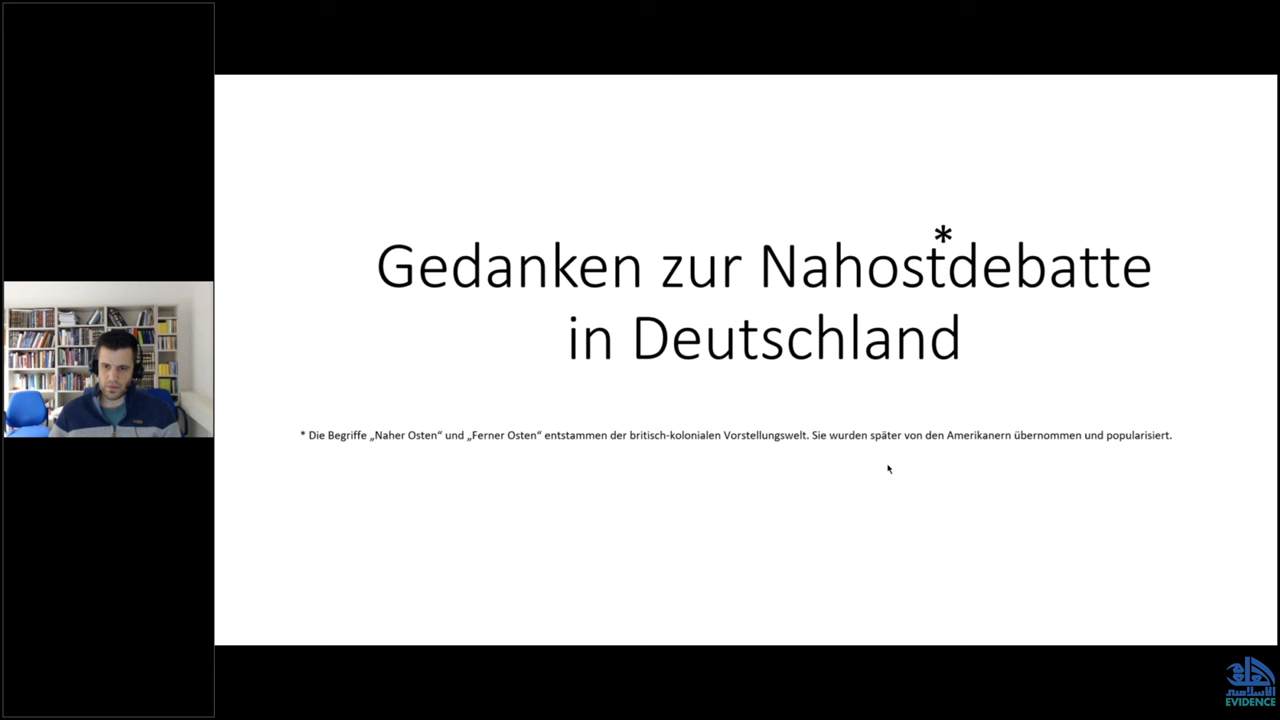 Gedanken zur Nahost*debatte
in Deutschland
* Die Begriffe „Naher Osten“ und „Ferner Osten“ entstammen der britisch-kolonialen Vorstellungswelt. Sie wurden später von den Amerikanern übernommen und popularisiert.
الإسلامي
EVIDENCE